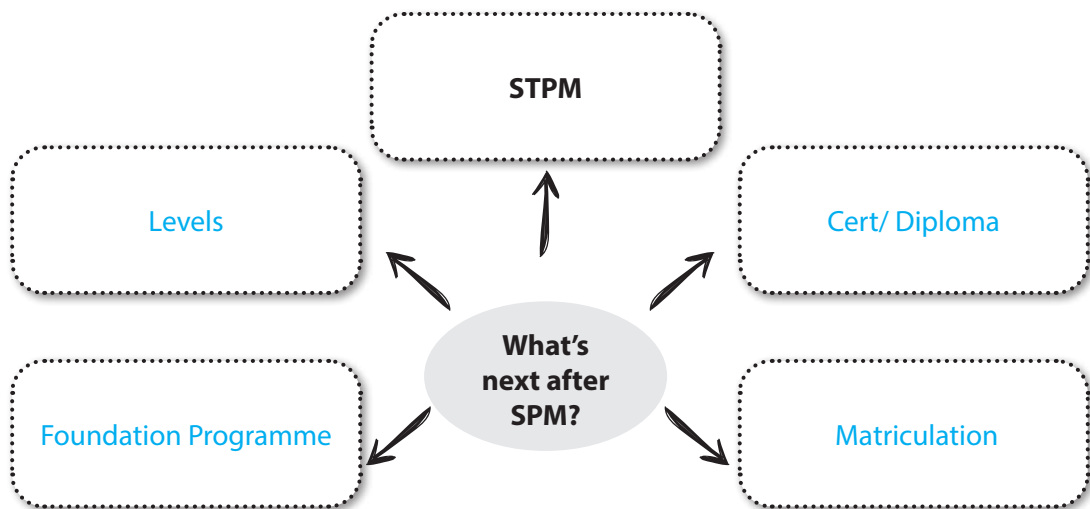 STPM
Levels
Cert/ Diploma
What's
next after
SPM?
Foundation Programme
Matriculation